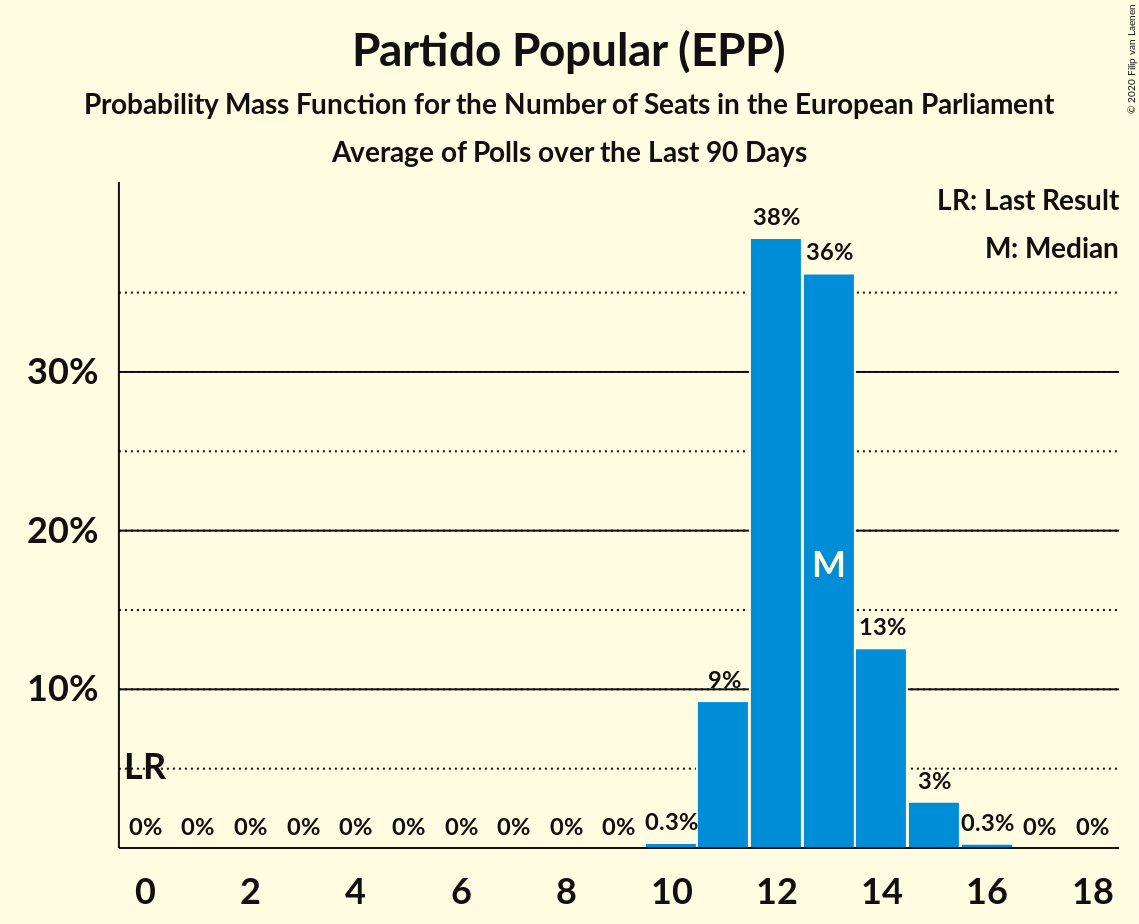 Partido Popular (EPP)
Probability Mass Function for the Number of Seats in the European Parliament
Average of Polls over the Last 90 Days
© 2020 Filip van Laenen
LR: Last Result
M: Median
38%
36%
30%
20%
M
13%
10%
9%
LR
3%
0% 0% 0% 0% 0% 0% 0% 0% 0% 0% 0.3% 0.3% 0% 0%
0 2 4 6 8 10 12 14 16 18